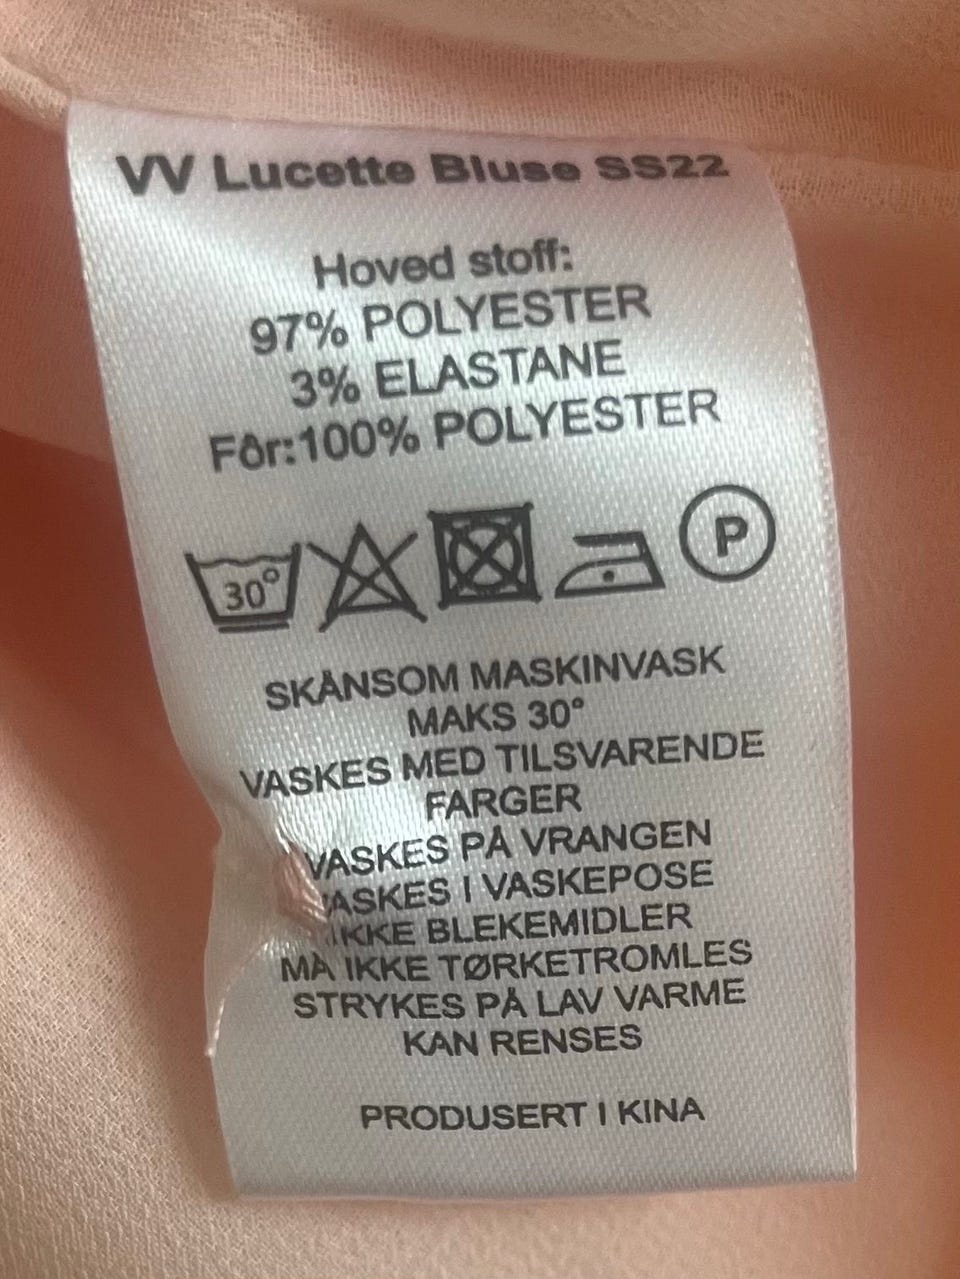 VV Lucette Bluse SS22
Hoved stoff:
97% POLYESTER
3% ELASTANE
Fôr:100% POLYESTER
30° P
SKÅNSOM MASKINVASK
MAKS 30°
VASKES MED TILSVARENDE
FARGER
VASKES PÅ VRANGEN
VASKES I VASKEPOSE
IKKE BLEKEMIDLER
MÅ IKKE TØRKETROMLES
STRYKES PÅ LAV VARME
KAN RENSES
PRODUSERT I KINA